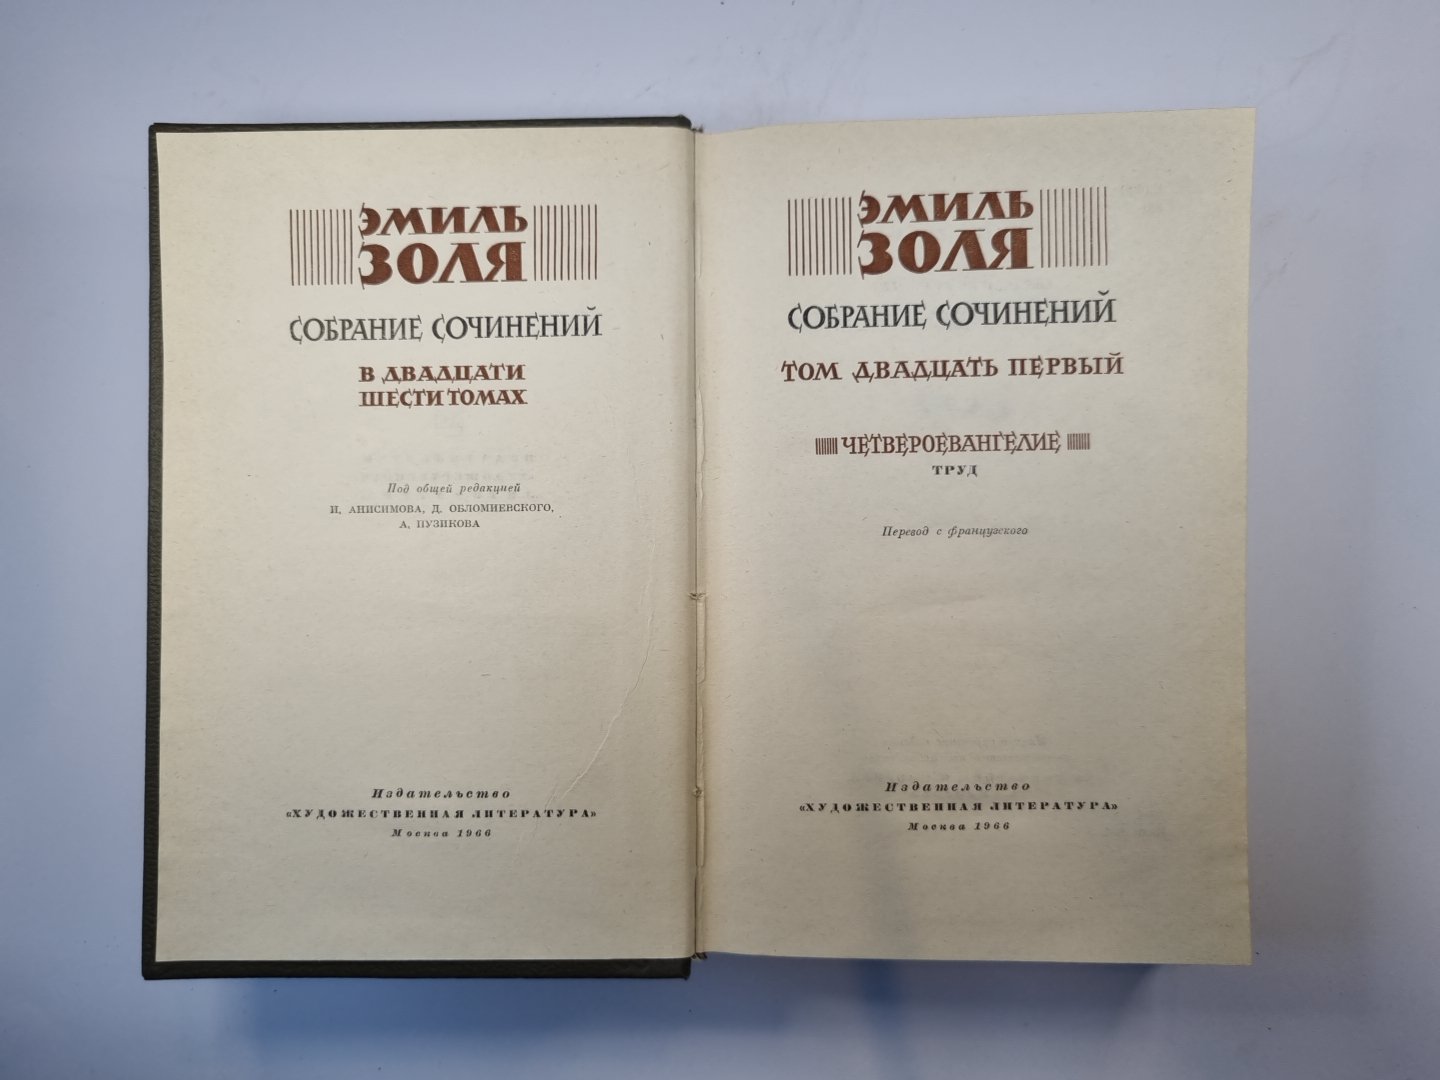 ЭМИЛЬ
ЗОЛЯ
СОБРАНИЕ СОЧИНЕНИЙ
В ДВАДЦАТИ
ШЕСТИ ТОМАХ
Под общей редакцией
И. АНИСИМОВА, Д. ОБЛОМИЕВСКОГО,
А. ПУЗИКОВА
Издательство
«ХУДОЖЕСТВЕННАЯ ЛИТЕРАТУРА»
Москва 1966
ЭМИЛЬ
ЗОЛЯ
СОБРАНИЕ СОЧИНЕНИЙ
ТОМ ДВАДЦАТЬ ПЕРВЫЙ
ЧЕТВЕРОЕВАНГЕЛИЕ
ТРУД
Перевод с французского
Издательство
«ХУДОЖЕСТВЕННАЯ ЛИТЕРАТУРА»
Москва 1966